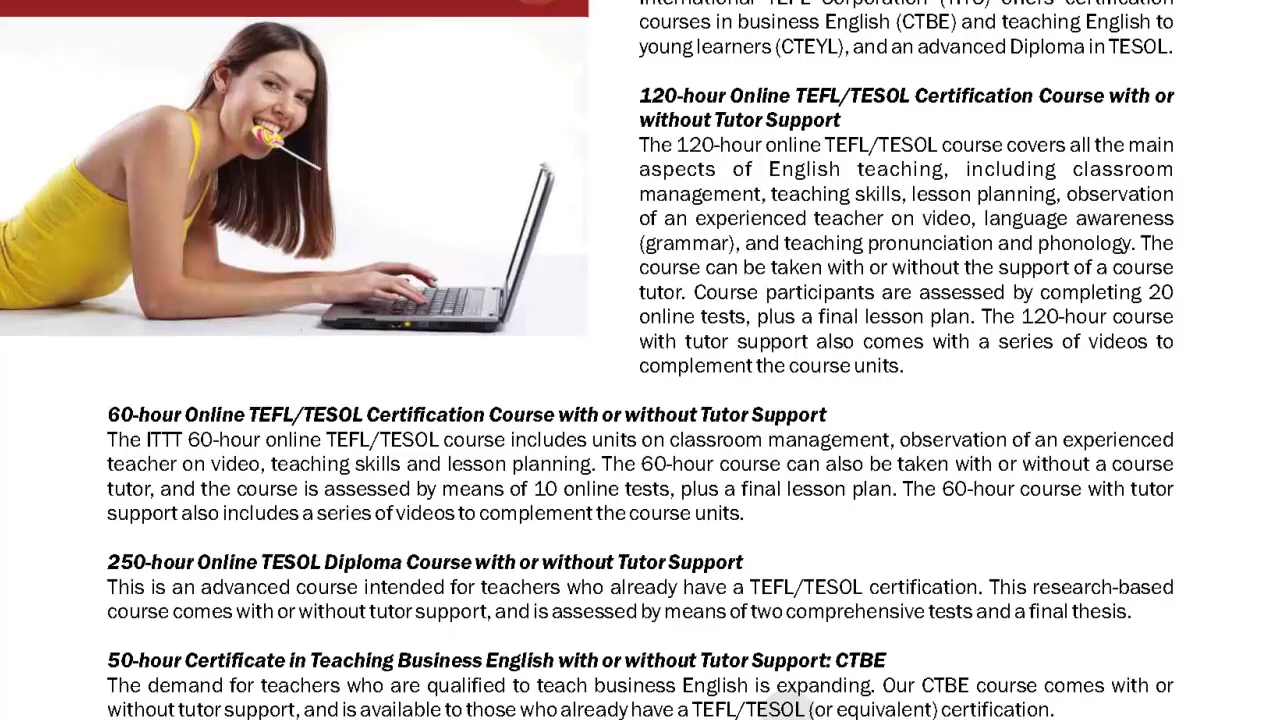 International TEFL Corporation (ITTC) offers certification
courses in business English (CTBE) and teaching English to
young learners (CTEYL), and an advanced Diploma in TESOL.
120-hour Online TEFL/TESOL Certification Course with or
without Tutor Support
The 120-hour online TEFL/TESOL course covers all the main
aspects of English teaching, including classroom
management, teaching skills, lesson planning, observation
of an experienced teacher on video, language awareness
(grammar), and teaching pronunciation and phonology. The
course can be taken with or without the support of a course
tutor. Course participants are assessed by completing 20
online tests, plus a final lesson plan. The 120-hour course
with tutor support also comes with a series of videos to
complement the course units.
60-hour Online TEFL/TESOL Certification Course with or without Tutor Support
The ITTT 60-hour online TEFL/TESOL course includes units on classroom management, observation of an experienced
teacher on video, teaching skills and lesson planning. The 60-hour course can also be taken with or without a course
tutor, and the course is assessed by means of 10 online tests, plus a final lesson plan. The 60-hour course with tutor
support also includes a series of videos to complement the course units.
250-hour Online TESOL Diploma Course with or without Tutor Support
This is an advanced course intended for teachers who already have a TEFL/TESOL certification. This research-based
course comes with or without tutor support, and is assessed by means of two comprehensive tests and a final thesis.
50-hour Certificate in Teaching Business English with or without Tutor Support: CTBE
The demand for teachers who are qualified to teach business English is expanding. Our CTBE course comes with or
without tutor support, and is available to those who already have a TEFL/TESOL (or equivalent) certification.